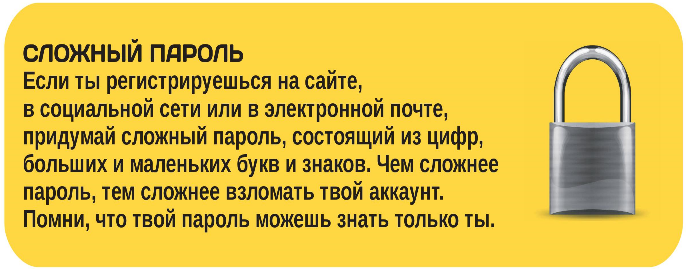 СЛОЖНЫЙ ПАРОЛЬ
Если ты регистрируешься на сайте,
в социальной сети или в электронной почте,
придумай сложный пароль, состоящий из цифр,
больших и маленьких букв и знаков. Чем сложнее
пароль, тем сложнее взломать твой аккаунт.
Помни, что твой пароль можешь знать только ты.